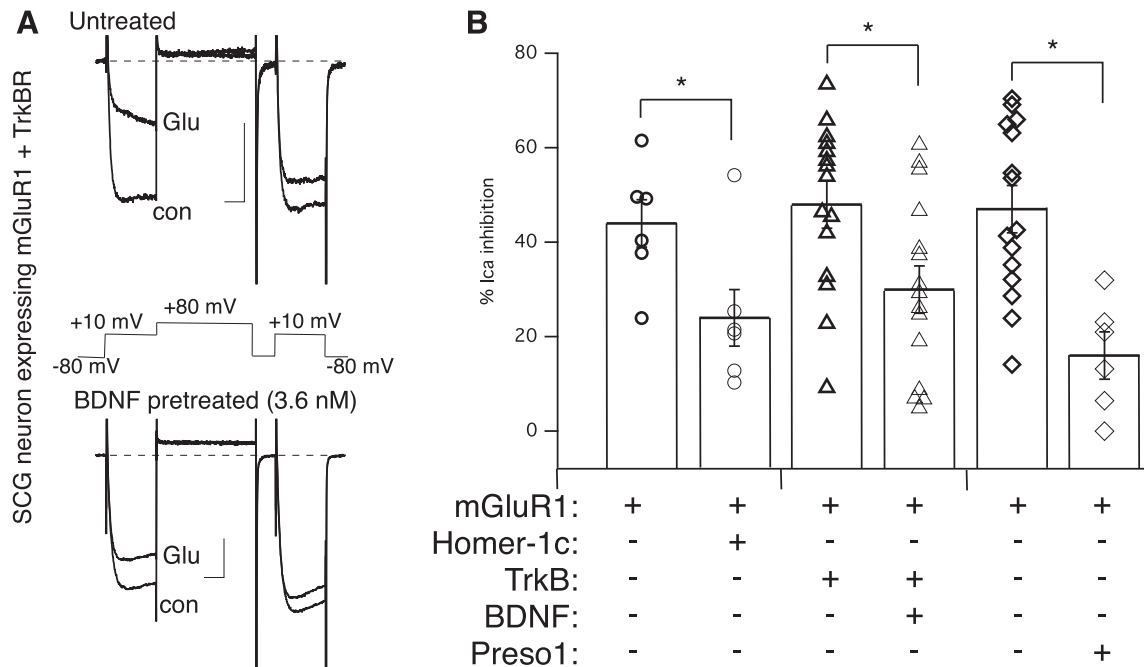 A
Untreated
SCG neuron expressing mGluR1 + TrkBR
Glu
con
+80 mV
+10 mV
+10 mV
-80 mV
-80 mV
BDNF pretreated (3.6 nM)
Glu
con
B
% Ica inhibition
80
60
40
20
0
*
*
*
mGluR1: + + + + + +
Homer-1c: - + - - - -
TrkB: - - + + - -
BDNF: - - - + - -
Preso1: - - - - - +